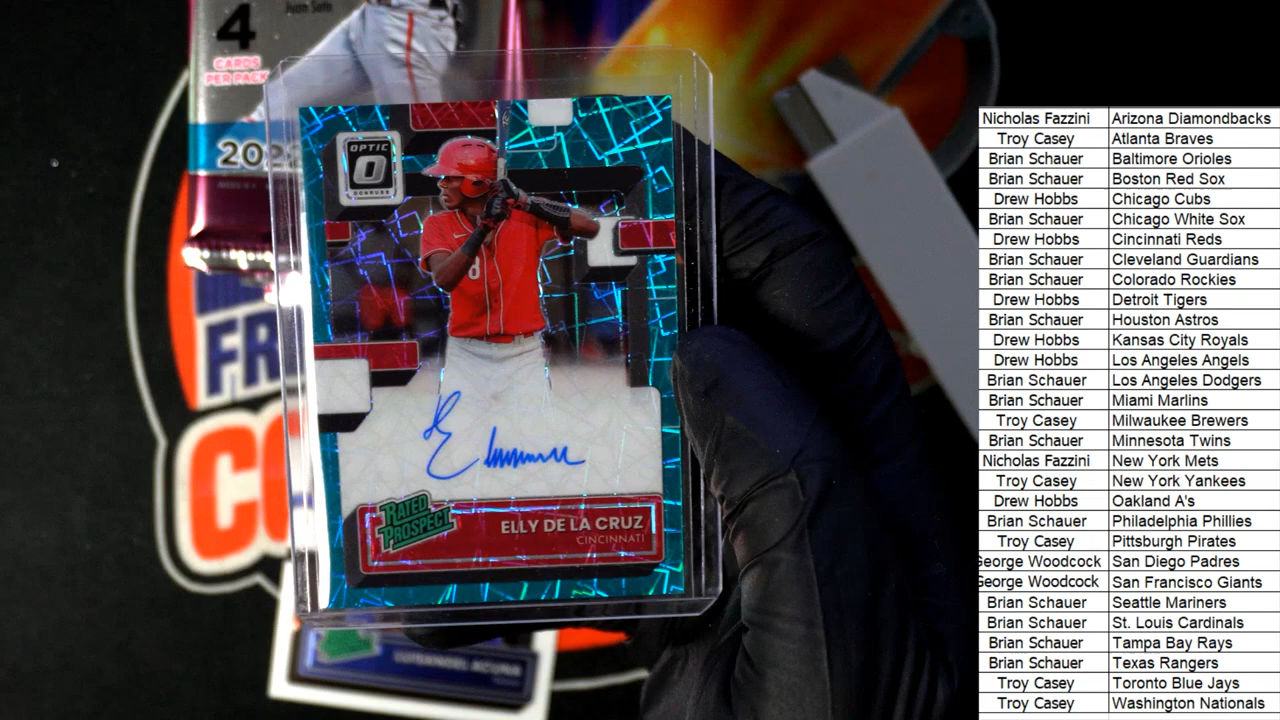 4
Juan Soto
CARDS
PER PACK
202
OPTIC
O
DONRUSS
8
FR
CO
RATED
PROSPECT
ELLY DE LA CRUZ
CINCINNATI
Nicholas Fazzini Arizona Diamondbacks
Troy Casey Atlanta Braves
Brian Schauer Baltimore Orioles
Brian Schauer Boston Red Sox
Drew Hobbs Chicago Cubs
Brian Schauer Chicago White Sox
Drew Hobbs Cincinnati Reds
Brian Schauer Cleveland Guardians
Brian Schauer Colorado Rockies
Drew Hobbs Detroit Tigers
Brian Schauer Houston Astros
Drew Hobbs Kansas City Royals
Drew Hobbs Los Angeles Angels
Brian Schauer Los Angeles Dodgers
Brian Schauer Miami Marlins
Troy Casey Milwaukee Brewers
Brian Schauer Minnesota Twins
Nicholas Fazzini New York Mets
Troy Casey New York Yankees
Drew Hobbs Oakland A's
Brian Schauer Philadelphia Phillies
Troy Casey Pittsburgh Pirates
George Woodcock San Diego Padres
George Woodcock San Francisco Giants
Brian Schauer Seattle Mariners
Brian Schauer St. Louis Cardinals
Brian Schauer Tampa Bay Rays
Brian Schauer Texas Rangers
Troy Casey Toronto Blue Jays
Troy Casey Washington Nationals